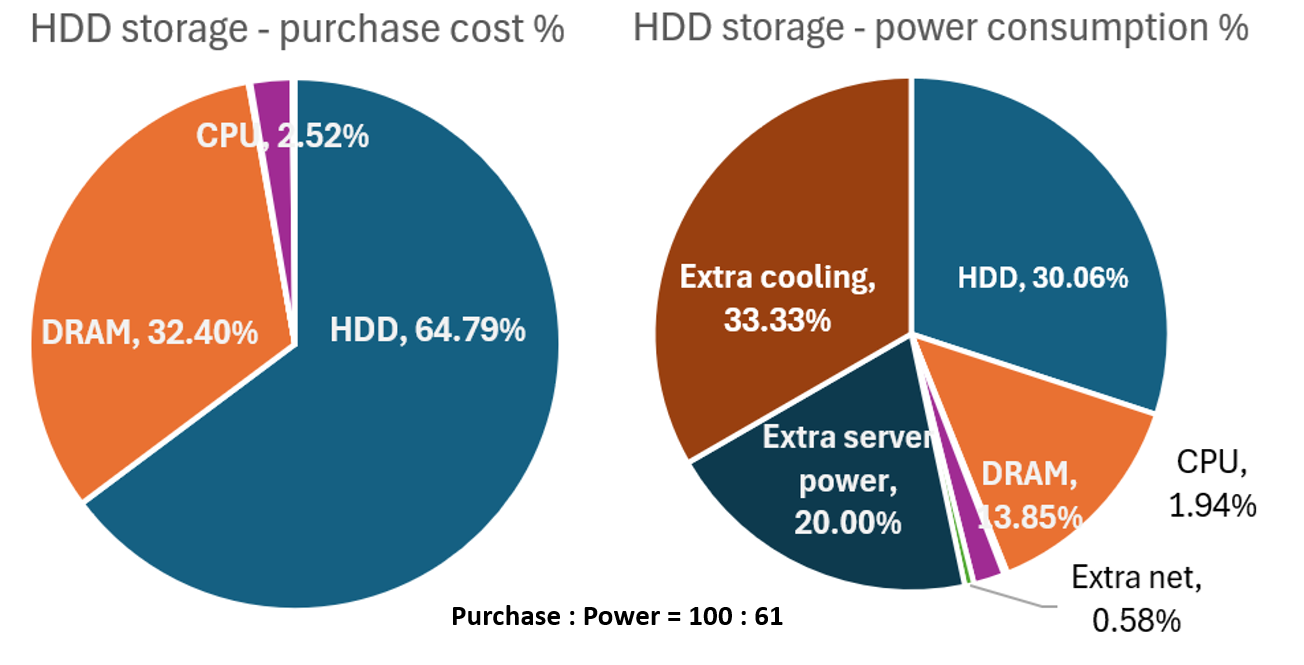 HDD storage - purchase cost %
HDD storage - power consumption %
CPU, 2.52%
DRAM, 32.40%
HDD, 64.79%
Extra cooling,
33.33%
HDD, 30.06%
Extra server
power,
20.00%
DRAM,
13.85%
CPU,
1.94%
Extra net,
0.58%
Purchase : Power = 100 : 61